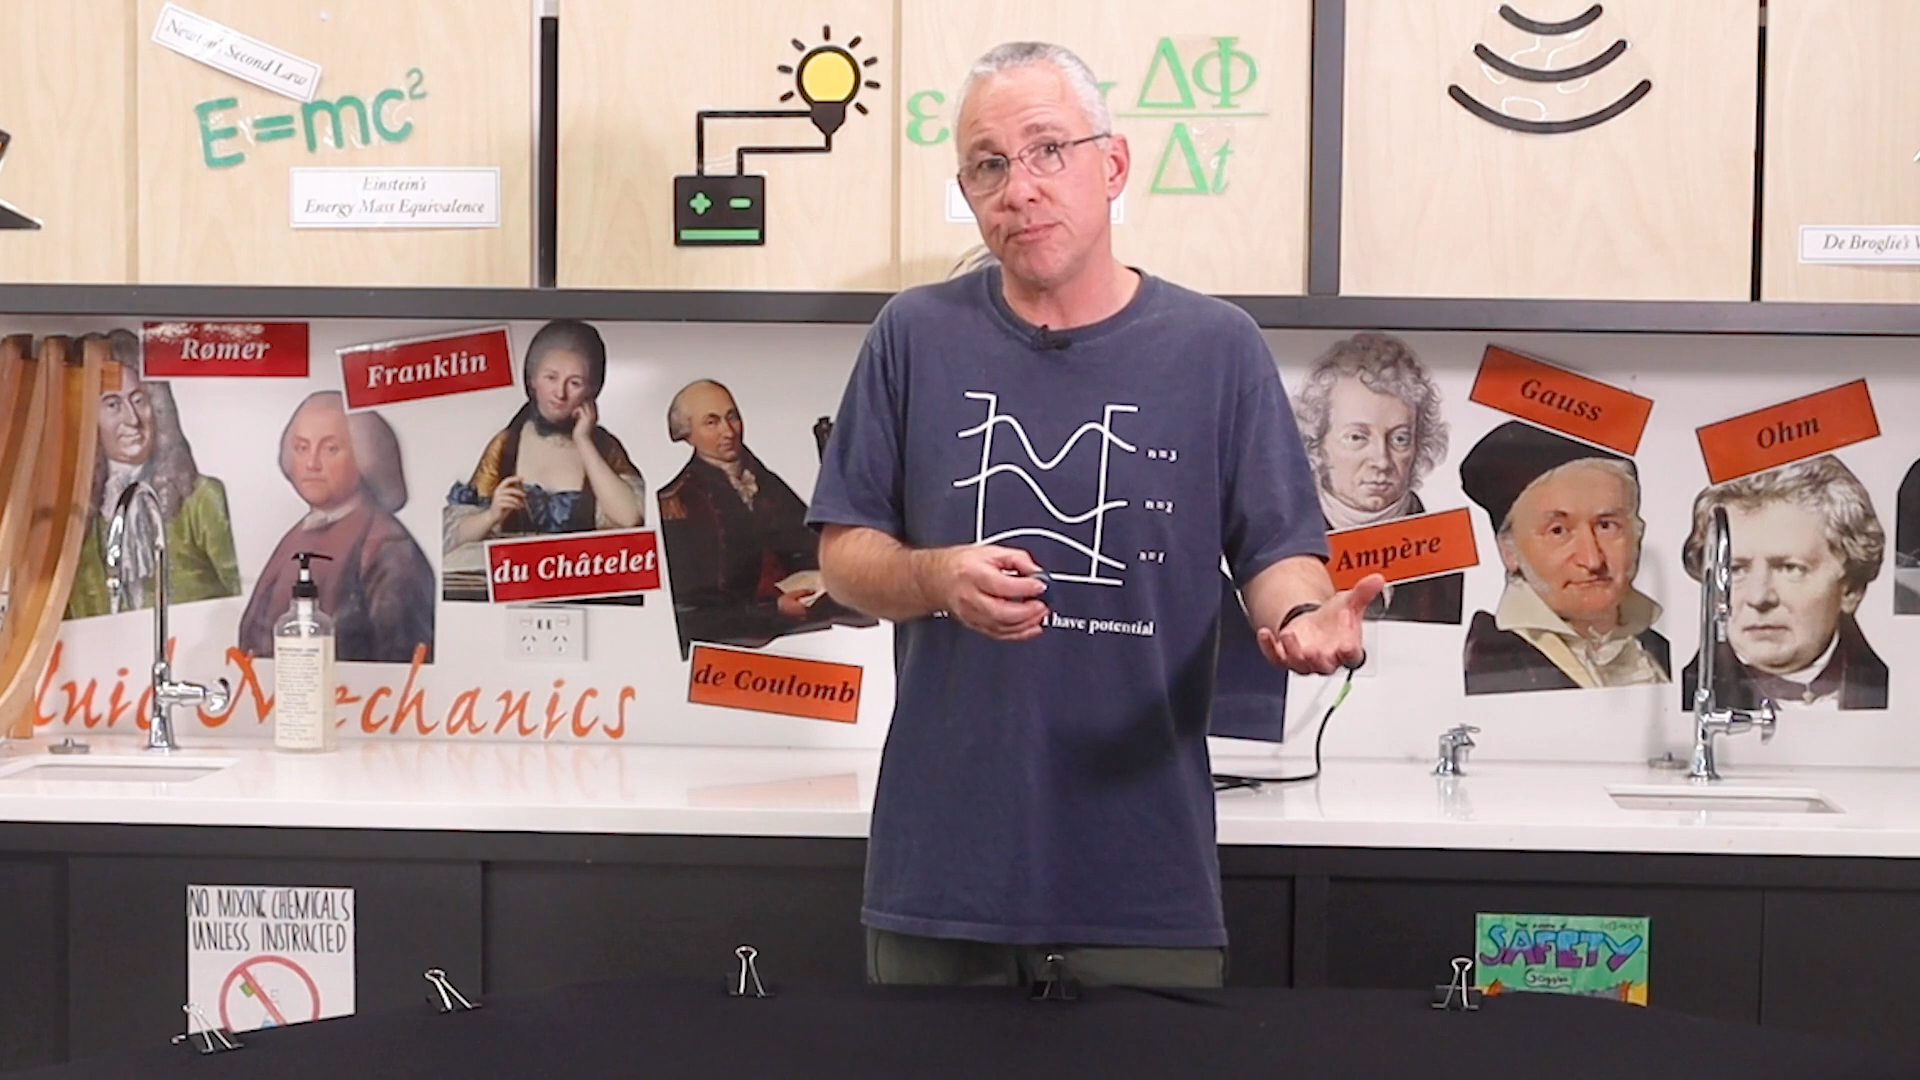 Newton's Second Law
E=mc²
Einstein's
Energy Mass Equivalence
+ -
ε
ΔΦ
Δt
De Broglie's
Rømer
Franklin
du Châtelet
de Coulomb
Ampère
Gauss
Ohm
n=3
n=2
n=1
I have potential
Fluid Mechanics
NO MIXING CHEMICALS
UNLESS INSTRUCTED
SAFETY